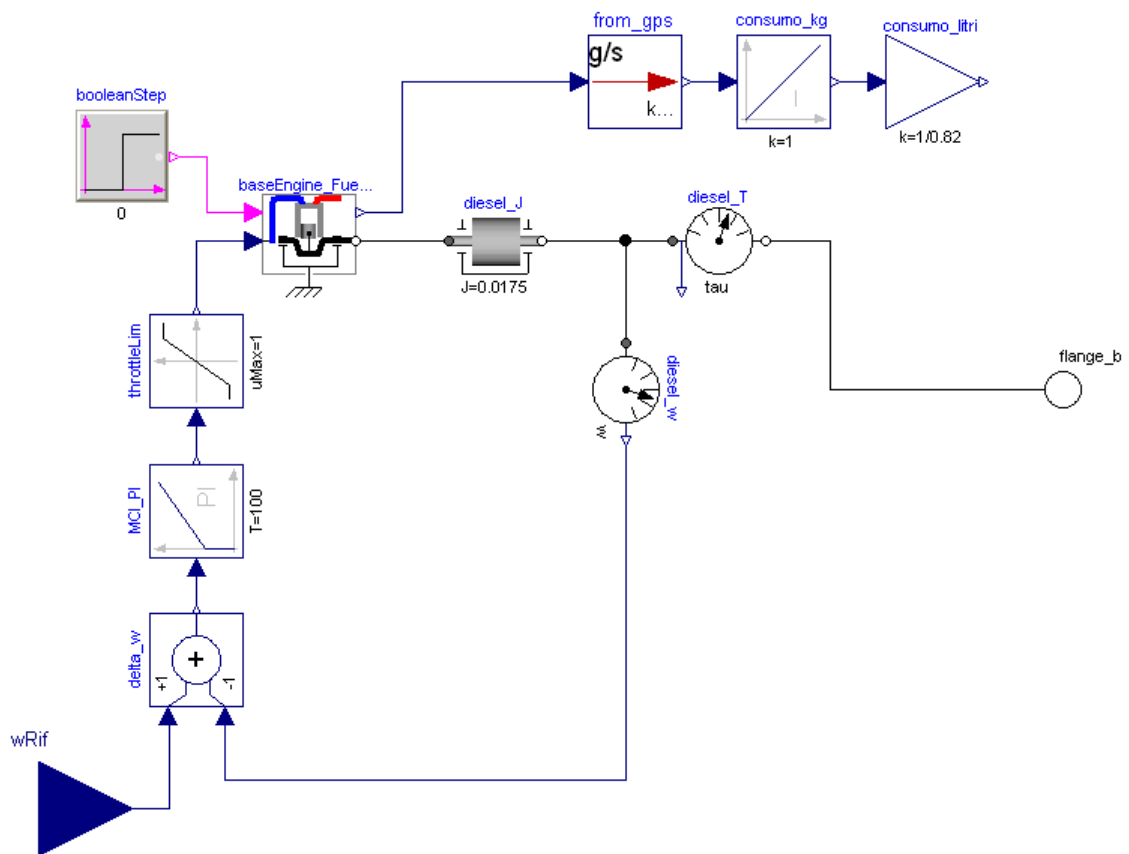 from_gps
consumo_kg
consumo_litri
g/s
k...
I
k=1
k=1/0.82
booleanStep
0
baseEngine_Fue...
diesel_J
J=0.0175
diesel_T
tau
throttleLim
uMax=1
diesel_w
w
flange_b
MCI_PI
PI
T=100
delta_w
+
+1
-1
wRif